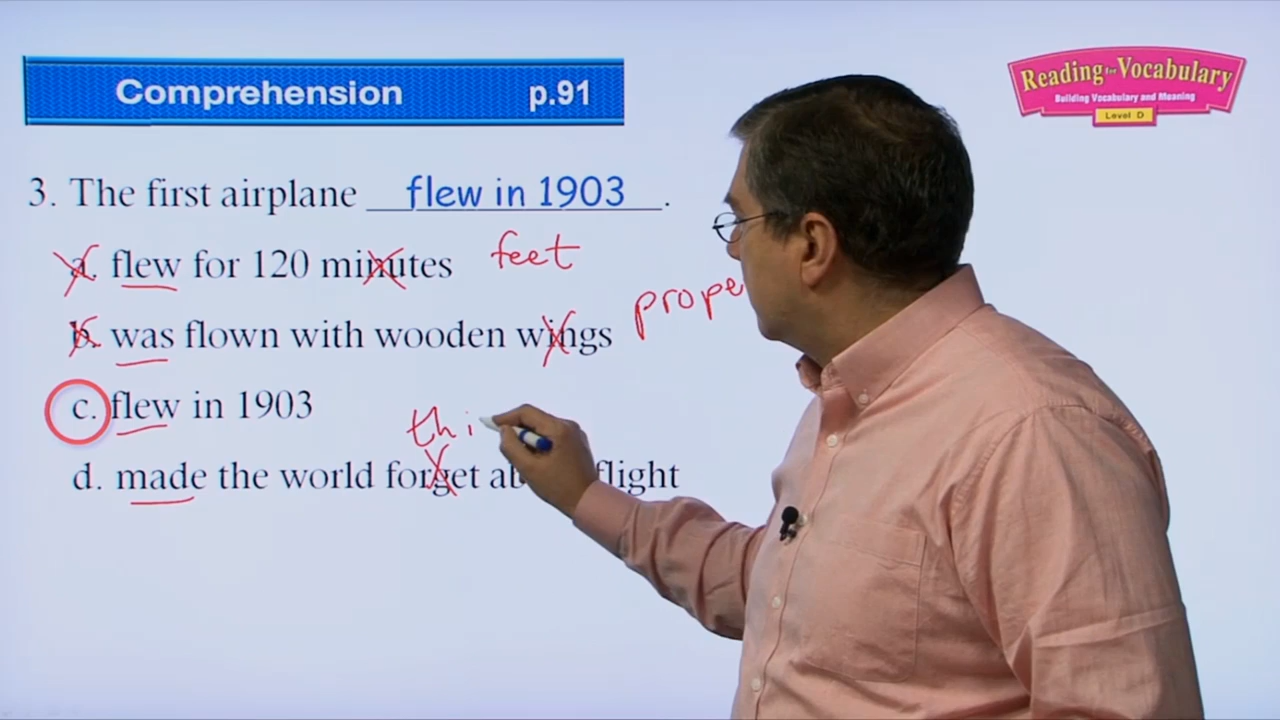 Comprehension p.91
Reading for Vocabulary
Building Vocabulary and Meaning
Level D
3. The first airplane flew in 1903.
a. flew for 120 minutes feet
b. was flown with wooden wings prope
c. flew in 1903
thi
d. made the world forget flight